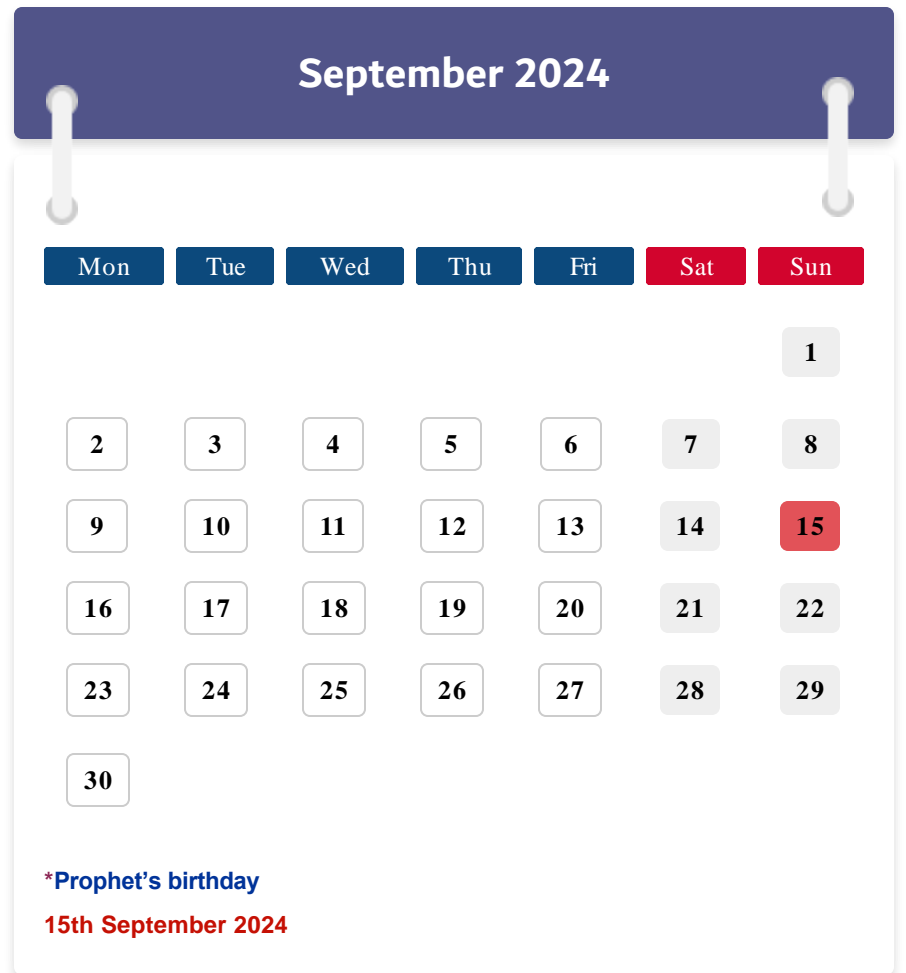 September 2024
Mon Tue Wed Thu Fri Sat Sun
1
2 3 4 5 6 7 8
9 10 11 12 13 14 15
16 17 18 19 20 21 22
23 24 25 26 27 28 29
30
*Prophet’s birthday
15th September 2024